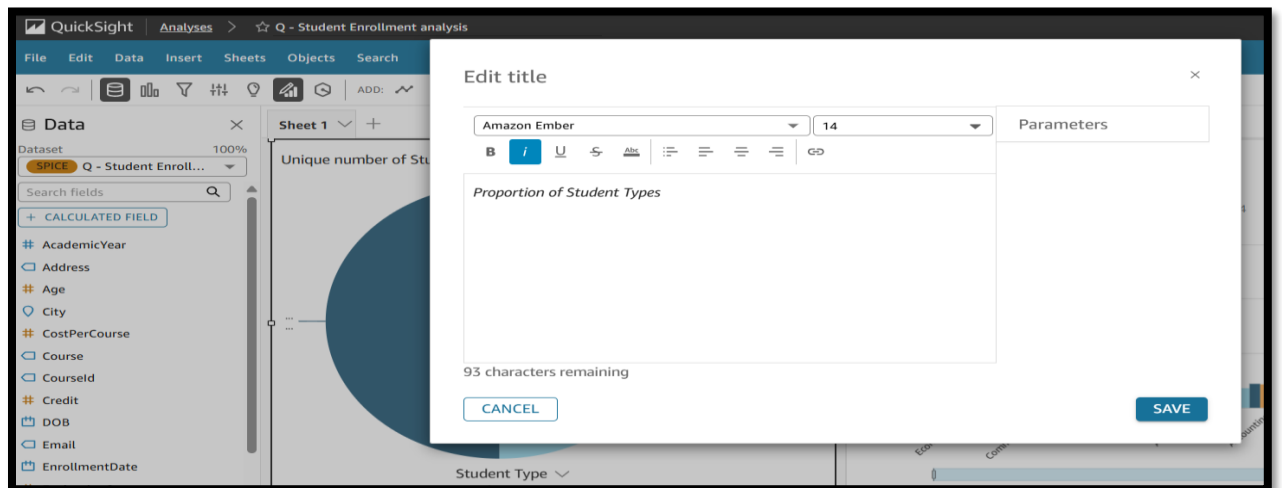 QuickSight Analyses > Q - Student Enrollment analysis
File Edit Data Insert Sheets Objects Search
ADD:
Data
Dataset 100%
SPICE Q - Student Enroll...
Search fields
+ CALCULATED FIELD
# AcademicYear
Address
# Age
City
# CostPerCourse
Course
CourseId
# Credit
DOB
Email
EnrollmentDate
Sheet 1 +
Unique number of Stu
Student Type
Edit title
Amazon Ember 14
B i U S Abc
Proportion of Student Types
Parameters
93 characters remaining
CANCEL SAVE